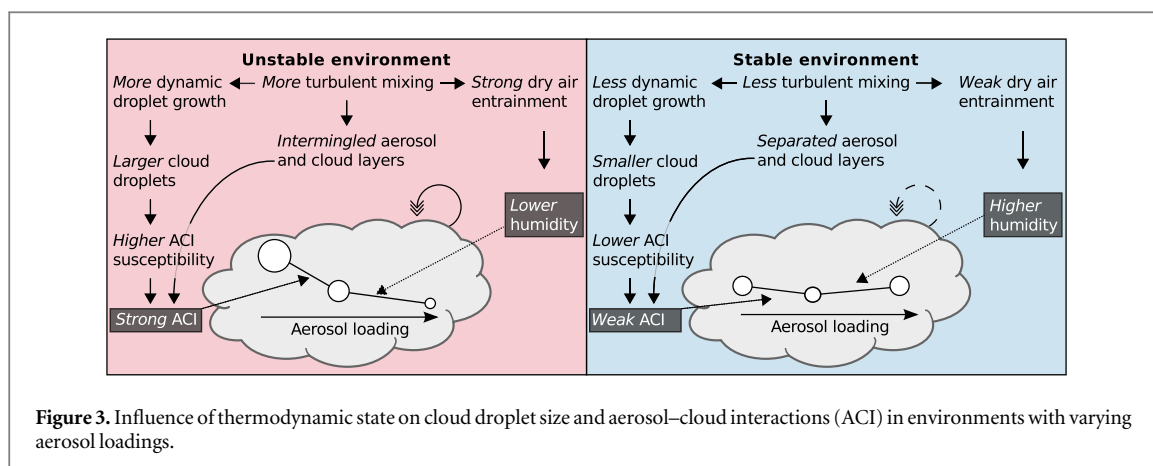 Unstable environment
More dynamic
droplet growth
More turbulent mixing
Strong dry air
entrainment
Intermingled aerosol
and cloud layers
Larger cloud
droplets
Lower
humidity
Higher ACI
susceptibility
Strong ACI
Aerosol loading
Stable environment
Less dynamic
droplet growth
Less turbulent mixing
Weak dry air
entrainment
Separated aerosol
and cloud layers
Smaller cloud
droplets
Higher
humidity
Lower ACI
susceptibility
Weak ACI
Aerosol loading
Figure 3. Influence of thermodynamic state on cloud droplet size and aerosol–cloud interactions (ACI) in environments with varying
aerosol loadings.